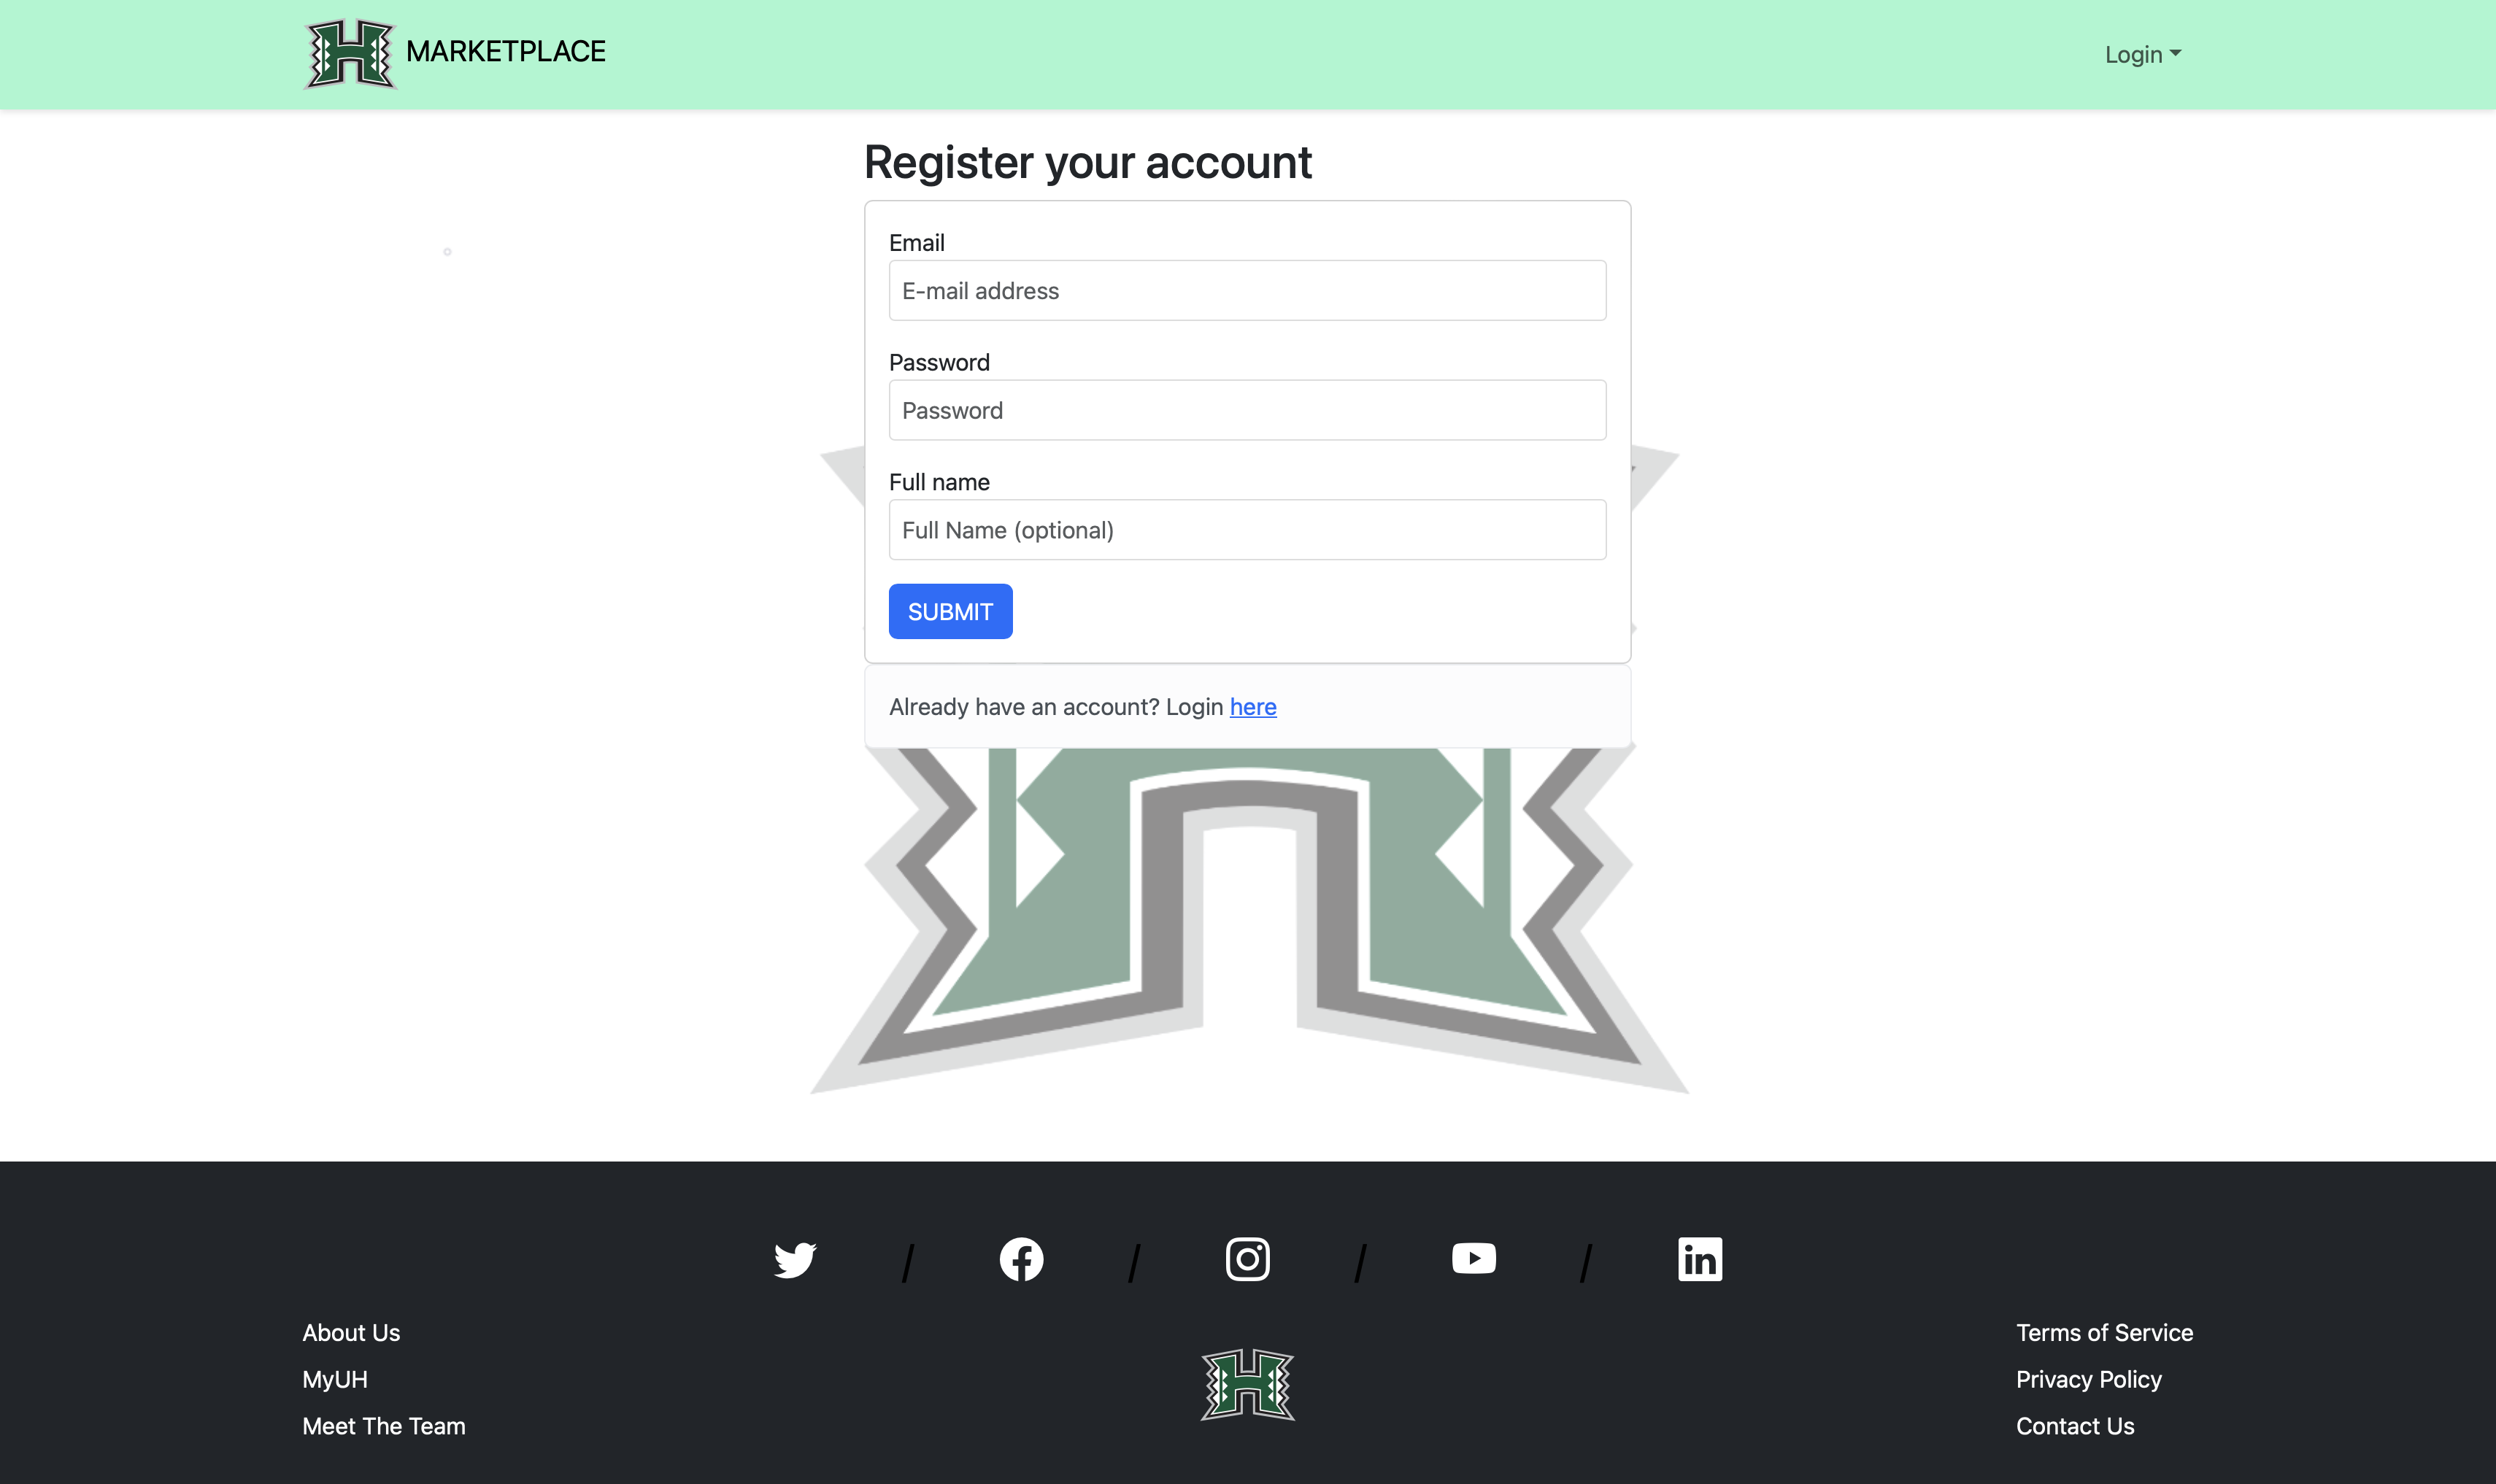 MARKETPLACE
Login
Register your account
Email
E-mail address
Password
Password
Full name
Full Name (optional)
SUBMIT
Already have an account? Login here
/ / / /
About Us
MyUH
Meet The Team
Terms of Service
Privacy Policy
Contact Us